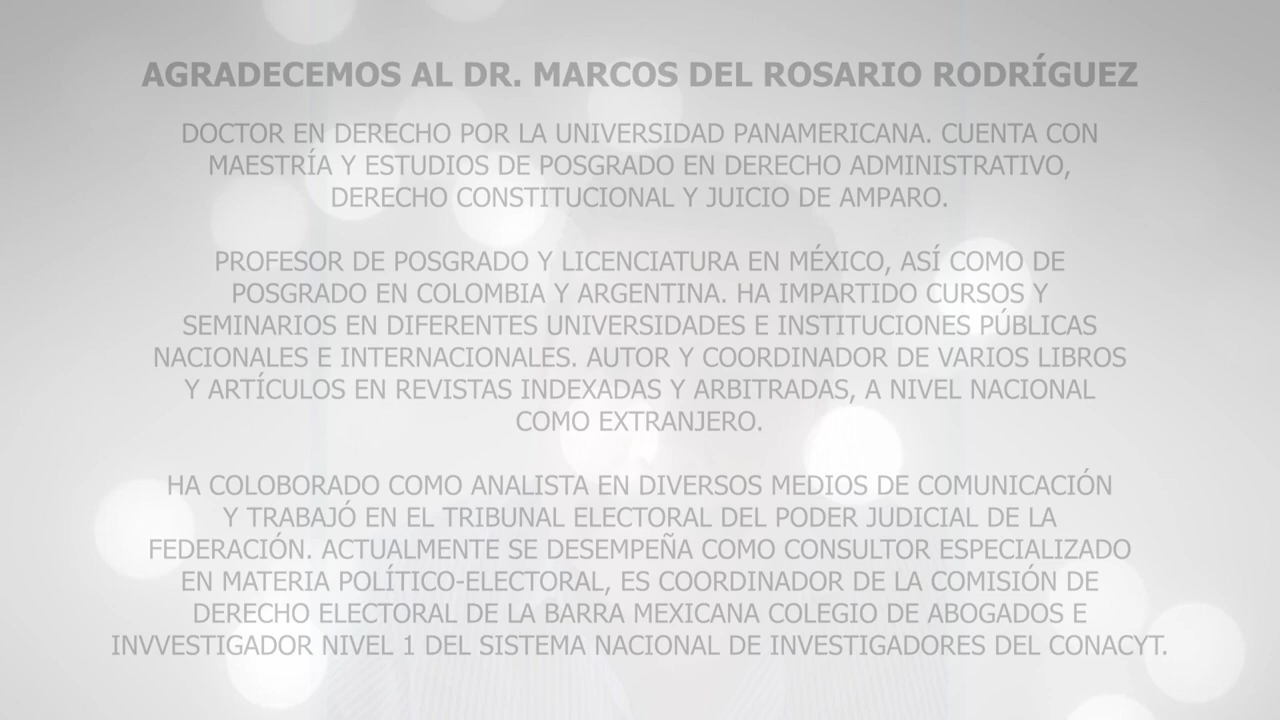 AGRADECEMOS AL DR. MARCOS DEL ROSARIO RODRÍGUEZ
DOCTOR EN DERECHO POR LA UNIVERSIDAD PANAMERICANA. CUENTA CON
MAESTRÍA Y ESTUDIOS DE POSGRADO EN DERECHO ADMINISTRATIVO,
DERECHO CONSTITUCIONAL Y JUICIO DE AMPARO.
PROFESOR DE POSGRADO Y LICENCIATURA EN MÉXICO, ASÍ COMO DE
POSGRADO EN COLOMBIA Y ARGENTINA. HA IMPARTIDO CURSOS Y
SEMINARIOS EN DIFERENTES UNIVERSIDADES E INSTITUCIONES PÚBLICAS
NACIONALES E INTERNACIONALES. AUTOR Y COORDINADOR DE VARIOS LIBROS
Y ARTÍCULOS EN REVISTAS INDEXADAS Y ARBITRADAS, A NIVEL NACIONAL
COMO EXTRANJERO.
HA COLOBORADO COMO ANALISTA EN DIVERSOS MEDIOS DE COMUNICACIÓN
Y TRABAJÓ EN EL TRIBUNAL ELECTORAL DEL PODER JUDICIAL DE LA
FEDERACIÓN. ACTUALMENTE SE DESEMPEÑA COMO CONSULTOR ESPECIALIZADO
EN MATERIA POLÍTICO-ELECTORAL, ES COORDINADOR DE LA COMISIÓN DE
DERECHO ELECTORAL DE LA BARRA MEXICANA COLEGIO DE ABOGADOS E
INVVESTIGADOR NIVEL 1 DEL SISTEMA NACIONAL DE INVESTIGADORES DEL CONACYT.